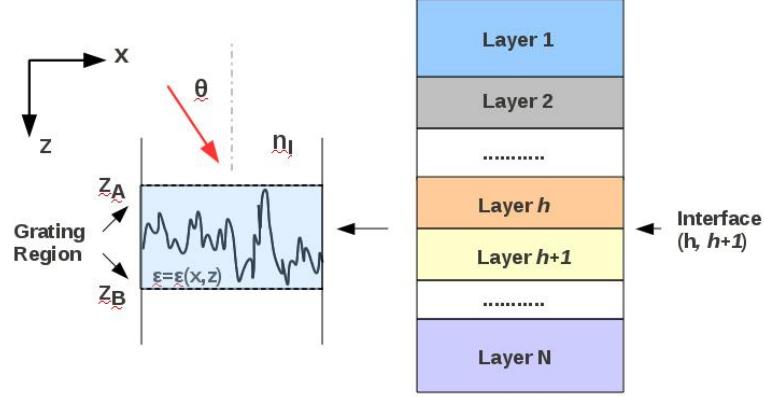 X
Z
θ
n_I
Z_A
Grating
Region
Z_B
ε=ε(x,z)
Layer 1
Layer 2
...........
Layer h
Layer h+1
...........
Layer N
Interface
(h, h+1)